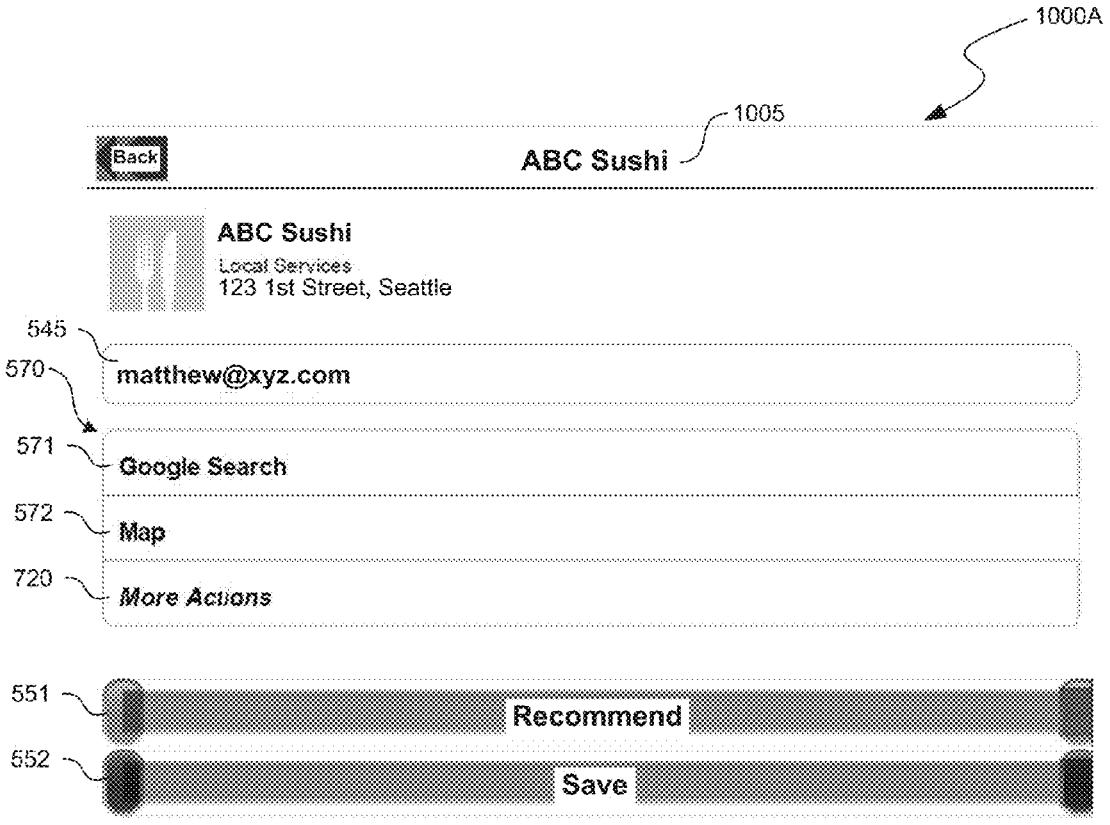 1000A
1005
Back
ABC Sushi
ABC Sushi
Local Services
123 1st Street, Seattle
545
matthew@xyz.com
570
571
Google Search
572
Map
720
More Actions
551
Recommend
552
Save